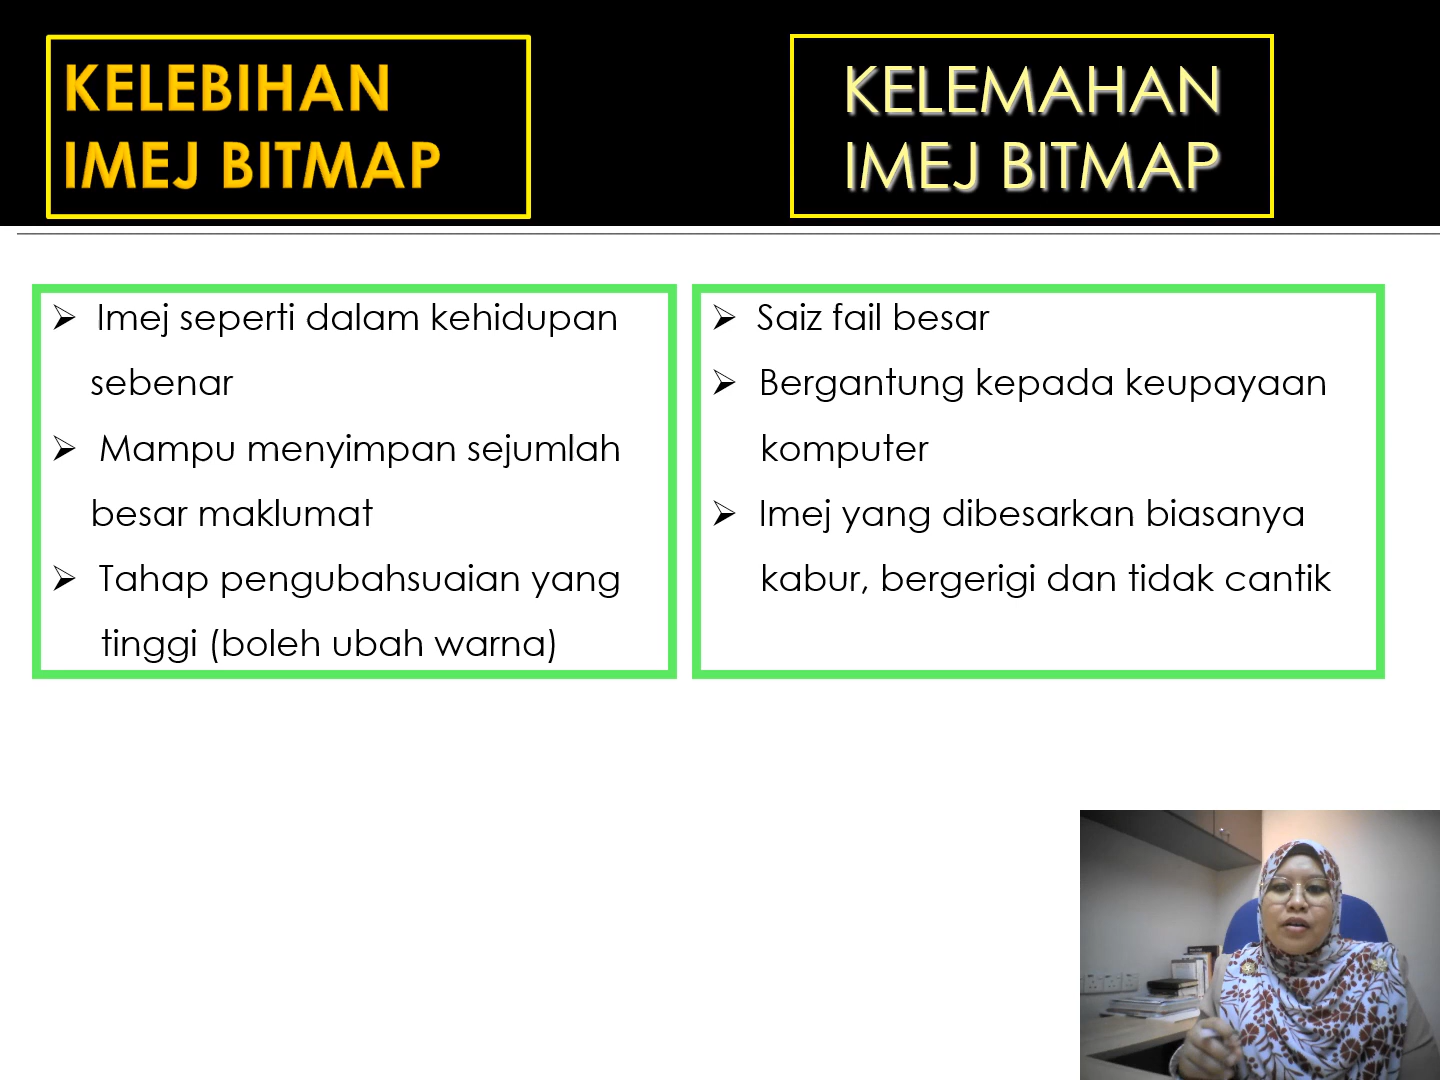 KELEBIHAN
IMEJ BITMAP
KELEMAHAN
IMEJ BITMAP
➢ Imej seperti dalam kehidupan
sebenar
➢ Mampu menyimpan sejumlah
besar maklumat
➢ Tahap pengubahsuaian yang
tinggi (boleh ubah warna)
➢ Saiz fail besar
➢ Bergantung kepada keupayaan
komputer
➢ Imej yang dibesarkan biasanya
kabur, bergerigi dan tidak cantik